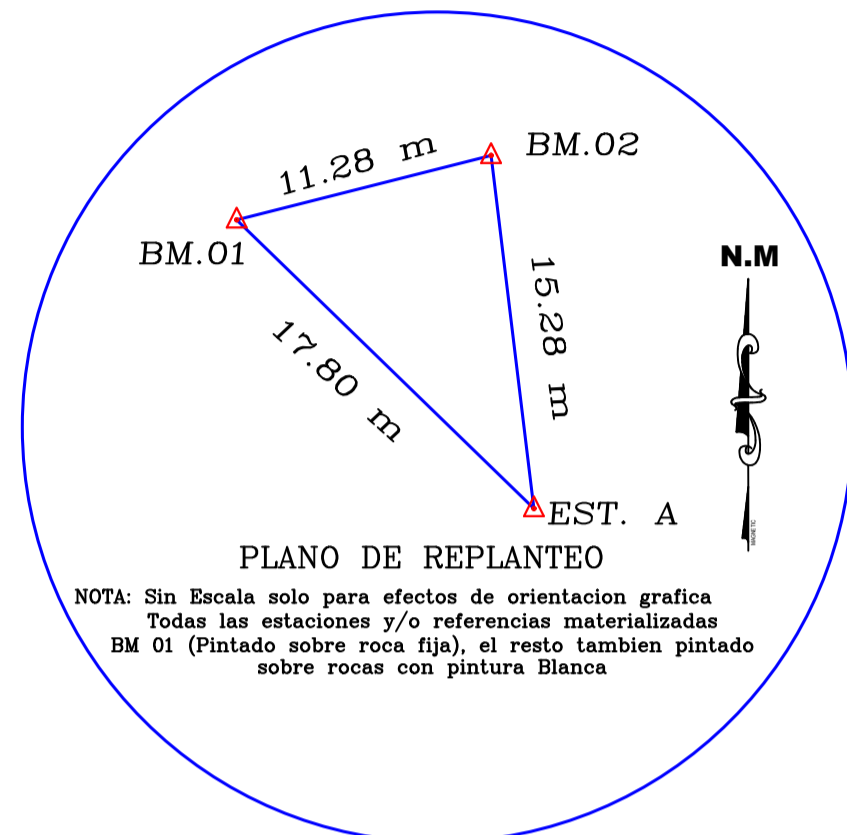 11.28 m
BM.02
BM.01
N.M
15.28 m
17.80 m
EST. A
MAGNETIC
PLANO DE REPLANTEO
NOTA: Sin Escala solo para efectos de orientacion grafica
Todas las estaciones y/o referencias materializadas
BM 01 (Pintado sobre roca fija), el resto tambien pintado
sobre rocas con pintura Blanca